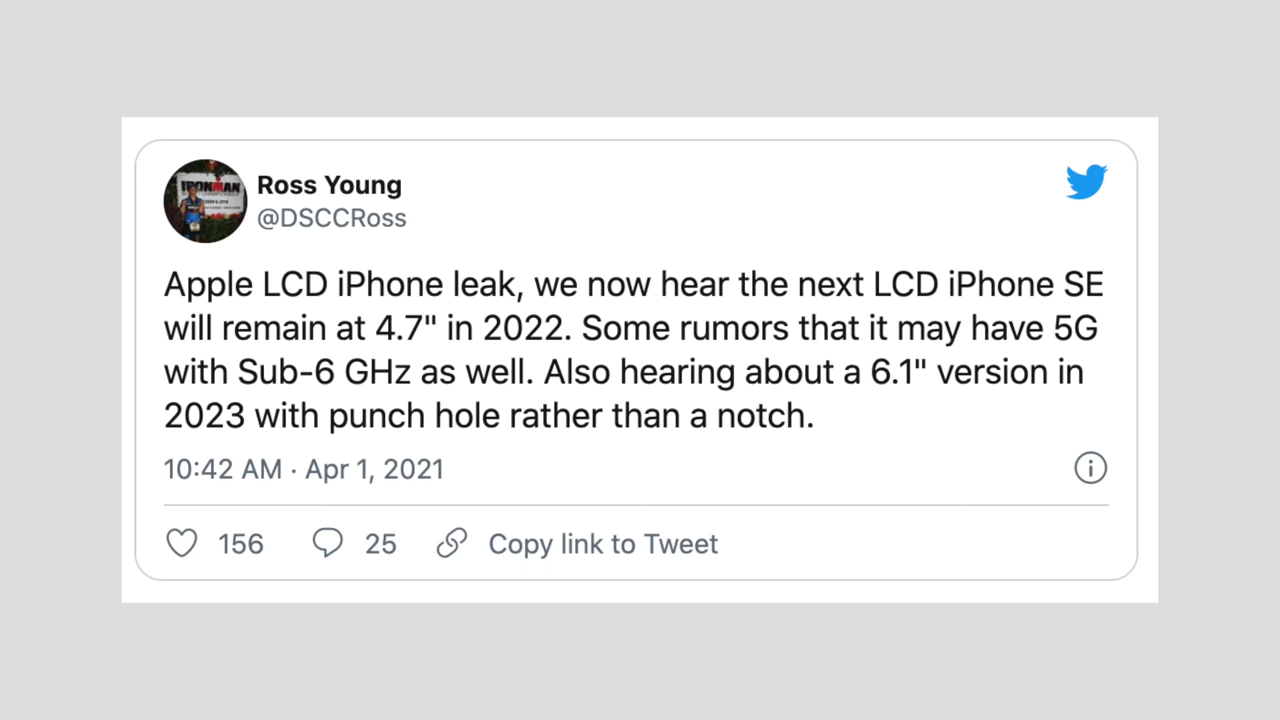 IRONMAN
Ross Young
@DSCCRoss
Apple LCD iPhone leak, we now hear the next LCD iPhone SE
will remain at 4.7" in 2022. Some rumors that it may have 5G
with Sub-6 GHz as well. Also hearing about a 6.1" version in
2023 with punch hole rather than a notch.
10:42 AM · Apr 1, 2021
156 25 Copy link to Tweet